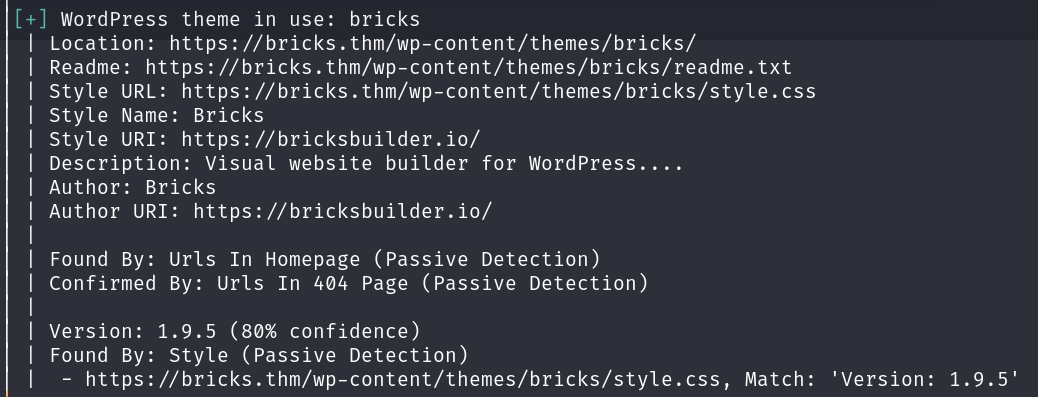 [+] WordPress theme in use: bricks
| Location: https://bricks.thm/wp-content/themes/bricks/
| Readme: https://bricks.thm/wp-content/themes/bricks/readme.txt
| Style URL: https://bricks.thm/wp-content/themes/bricks/style.css
| Style Name: Bricks
| Style URI: https://bricksbuilder.io/
| Description: Visual website builder for WordPress....
| Author: Bricks
| Author URI: https://bricksbuilder.io/
|
| Found By: Urls In Homepage (Passive Detection)
| Confirmed By: Urls In 404 Page (Passive Detection)
|
| Version: 1.9.5 (80% confidence)
| Found By: Style (Passive Detection)
|  - https://bricks.thm/wp-content/themes/bricks/style.css, Match: 'Version: 1.9.5'